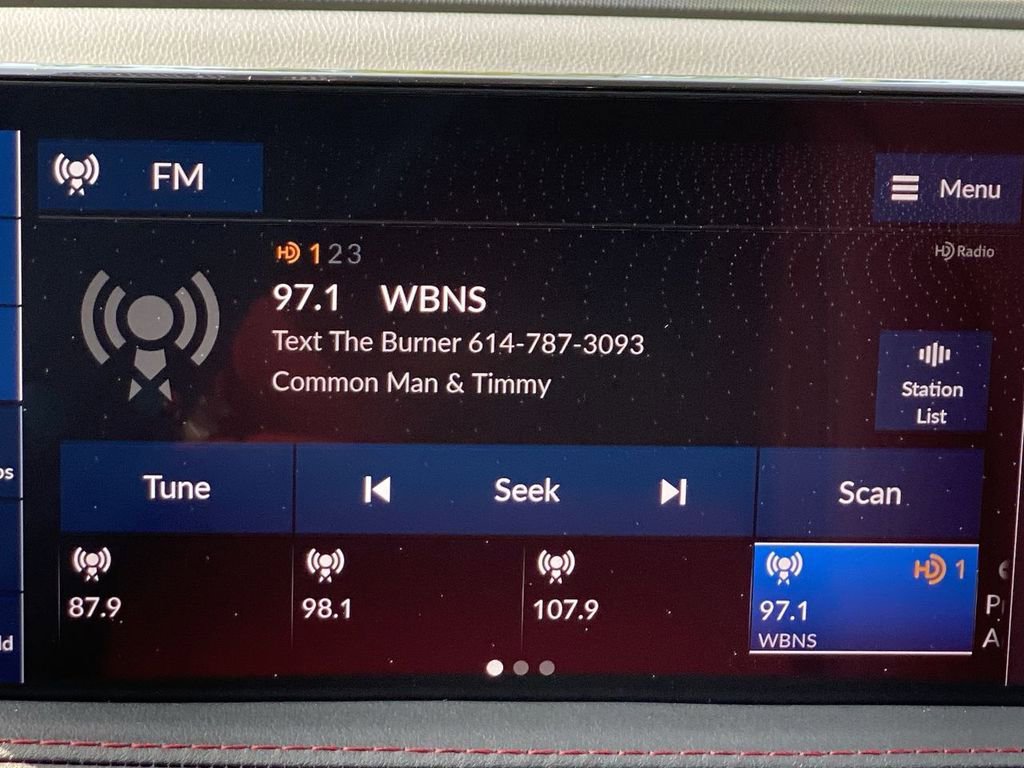 FM
Menu
HD 1 2 3
HD Radio
97.1 WBNS
Text The Burner 614-787-3093
Common Man & Timmy
Station
List
Tune
Seek
Scan
87.9
98.1
107.9
HD 1
97.1
WBNS